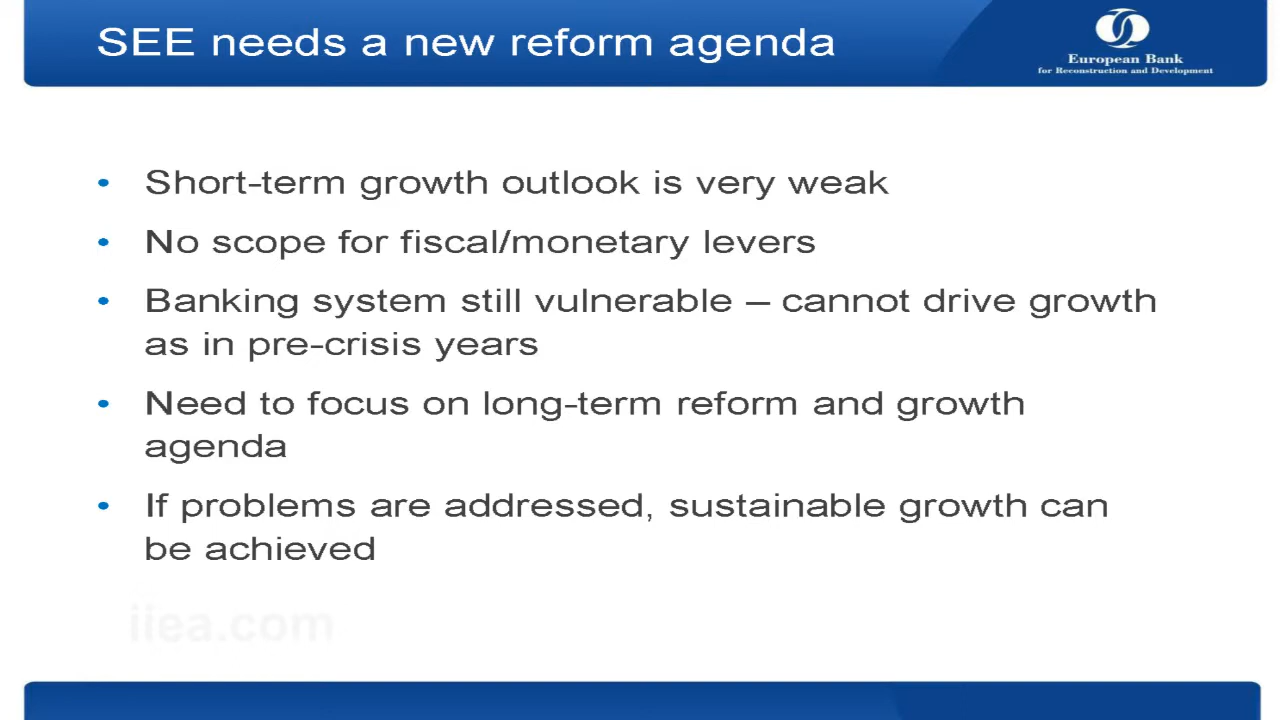 SEE needs a new reform agenda
European Bank
for Reconstruction and Development
• Short-term growth outlook is very weak
• No scope for fiscal/monetary levers
• Banking system still vulnerable – cannot drive growth
as in pre-crisis years
• Need to focus on long-term reform and growth
agenda
• If problems are addressed, sustainable growth can
be achieved
iiea.com